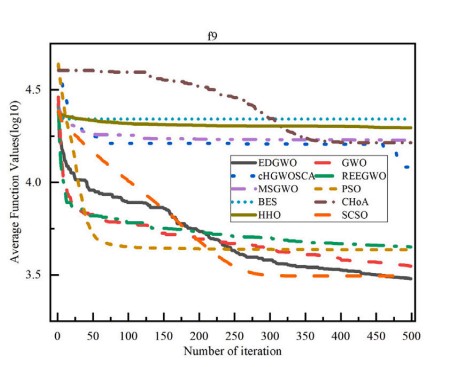 f9
Average Function Values(log10)
4.5
4.0
3.5
EDGWO GWO
cHGWOSCA REEGWO
MSGWO PSO
BES CHoA
HHO SCSO
0 50 100 150 200 250 300 350 400 450 500
Number of iteration